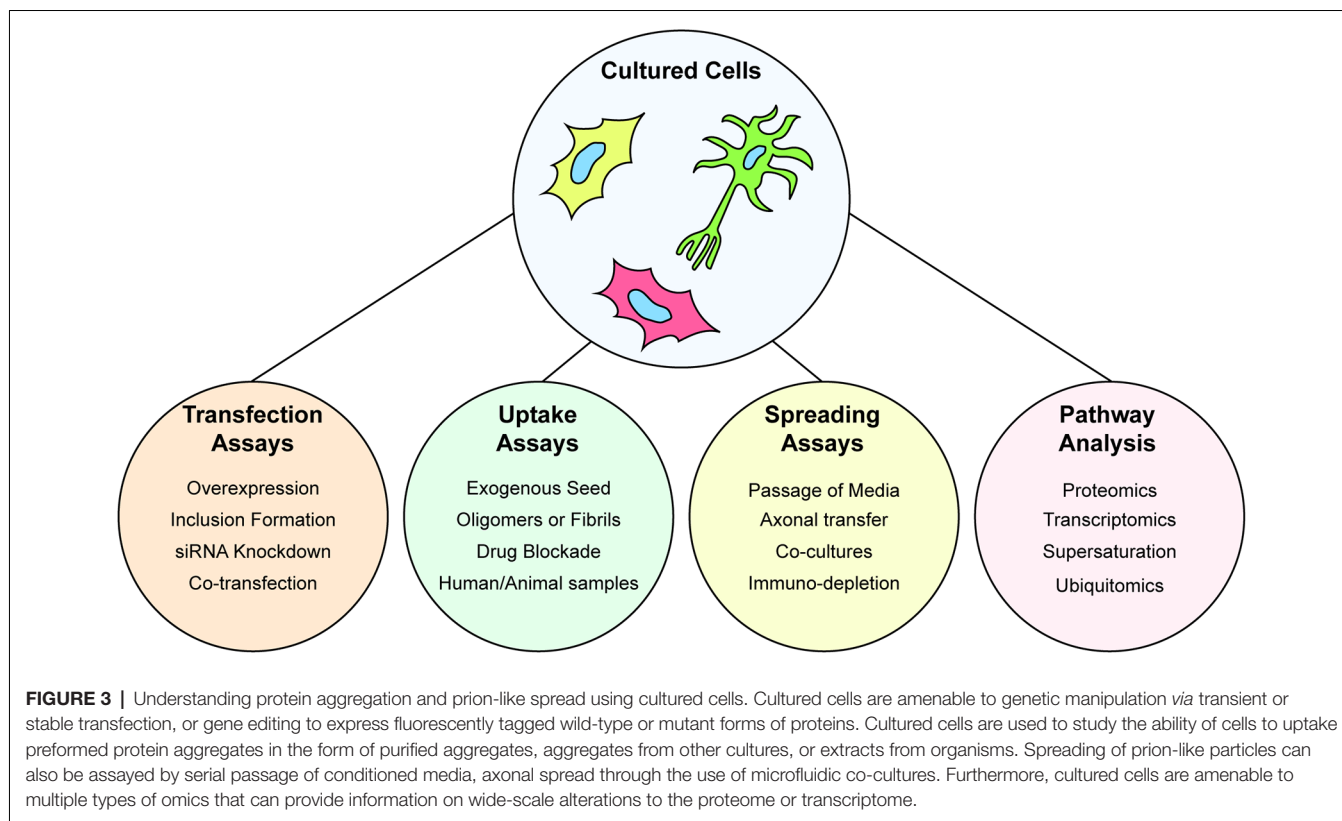 Cultured Cells
Transfection
Assays
Overexpression
Inclusion Formation
siRNA Knockdown
Co-transfection
Uptake
Assays
Exogenous Seed
Oligomers or Fibrils
Drug Blockade
Human/Animal samples
Spreading
Assays
Passage of Media
Axonal transfer
Co-cultures
Immuno-depletion
Pathway
Analysis
Proteomics
Transcriptomics
Supersaturation
Ubiquitomics
FIGURE 3 | Understanding protein aggregation and prion-like spread using cultured cells. Cultured cells are amenable to genetic manipulation via transient or
stable transfection, or gene editing to express fluorescently tagged wild-type or mutant forms of proteins. Cultured cells are used to study the ability of cells to uptake
preformed protein aggregates in the form of purified aggregates, aggregates from other cultures, or extracts from organisms. Spreading of prion-like particles can
also be assayed by serial passage of conditioned media, axonal spread through the use of microfluidic co-cultures. Furthermore, cultured cells are amenable to
multiple types of omics that can provide information on wide-scale alterations to the proteome or transcriptome.